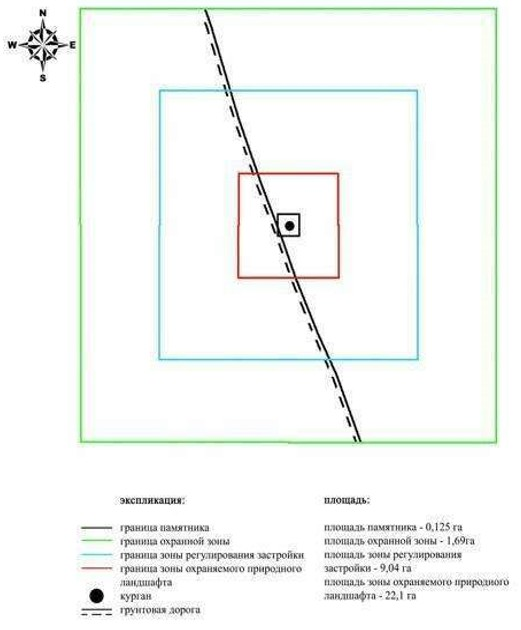 N
W E
S
экспликация:
граница памятника
граница охранной зоны
граница зоны регулирования застройки
граница зоны охраняемого природного
ландшафта
курган
грунтовая дорога
площадь:
площадь памятника - 0,125 га
площадь охранной зоны - 1,69га
площадь зоны регулирования
застройки - 9,04 га
площадь зоны охраняемого природного
ландшафта - 22,1 га